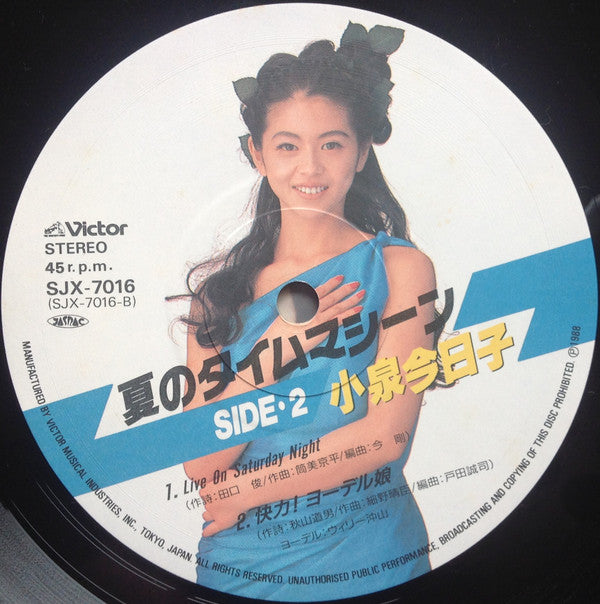 Victor
STEREO
45 r.p.m.
SJX-7016
(SJX-7016-B)
JASRAC
夏のタイムマシーン
SIDE・2 小泉今日子
1. Live On Saturday Night
(作詩:田口 俊/作曲:筒美京平/編曲:今 剛)
2. 快力!ヨーデル娘
(作詩:秋山道男/作曲:細野晴臣/編曲:戸田誠司)
ヨーデル:ウィリー沖山
℗1988
MANUFACTURED BY VICTOR MUSICAL INDUSTRIES, INC., TOKYO, JAPAN. ALL RIGHTS RESERVED. UNAUTHORISED PUBLIC PERFORMANCE, BROADCASTING AND COPYING OF THIS DISC PROHIBITED.